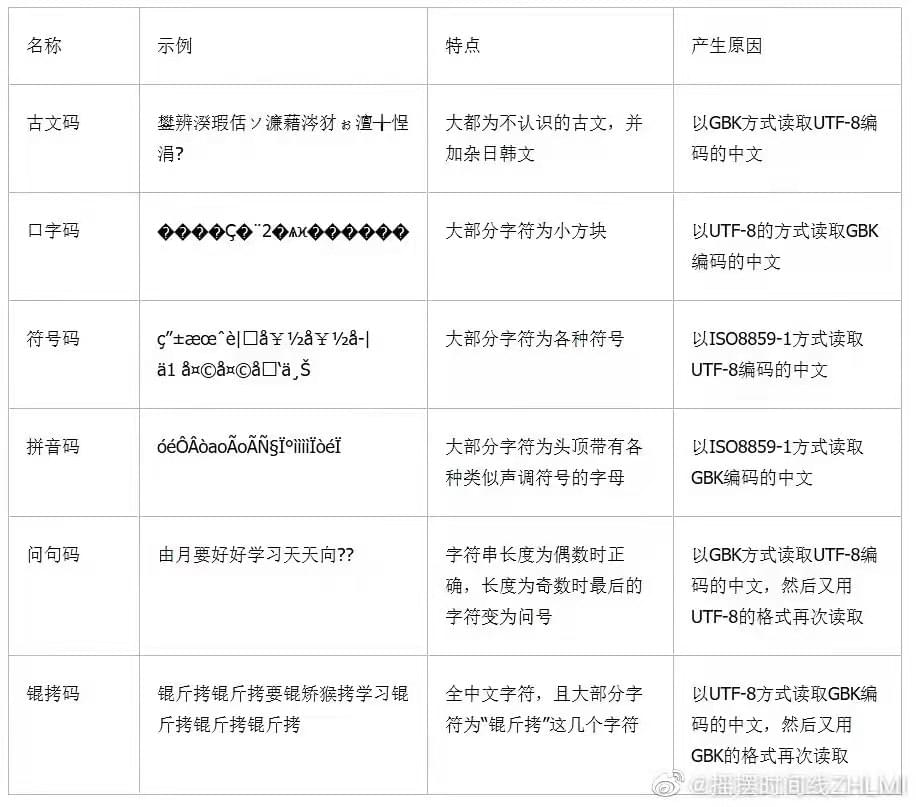 名称
示例
特点
产生原因
古文码
鐢辨湀瑕佸ソ濂藉涔犲ぉ澶╁悜
涓?
大都为不认识的古文，并
加杂日韩文
以GBK方式读取UTF-8编
码的中文
口字码
����Ç�¨2�ѧϰ������
大部分字符为小方块
以UTF-8的方式读取GBK
编码的中文
符号码
ç”±æœˆè|□å¥½å¥½å-|
ä1 å¤©å¤©å□‘ä¸Š
大部分字符为各种符号
以ISO8859-1方式读取
UTF-8编码的中文
拼音码
óéÔÂòaoÃoÃÑ§Ï°ììììÏòéÏ
大部分字符为头顶带有各
种类似声调符号的字母
以ISO8859-1方式读取
GBK编码的中文
问句码
由月要好好学习天天向??
字符串长度为偶数时正
确，长度为奇数时最后的
字符变为问号
以GBK方式读取UTF-8编
码的中文，然后又用
UTF-8的格式再次读取
锟拷码
锟斤拷锟斤拷要锟矫猴拷学习锟
斤拷锟斤拷锟斤拷
全中文字符，且大部分字
符为“锟斤拷”这几个字符
以UTF-8方式读取GBK编
码的中文，然后又用
GBK的格式再次读取
@摇摆时间线ZHLMI